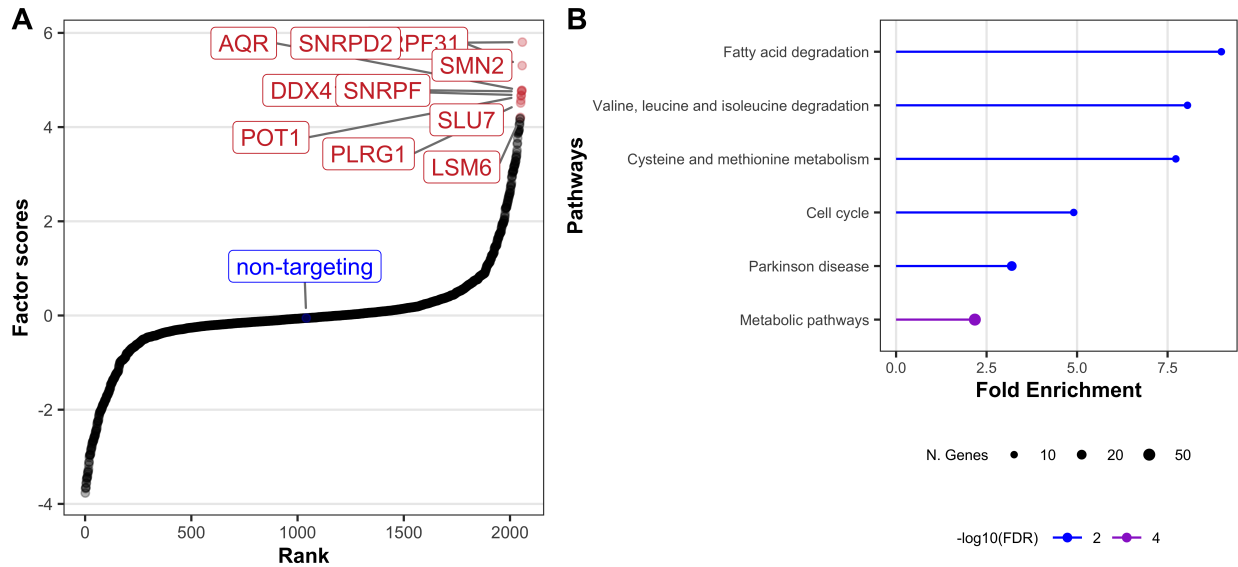 A
6
4
2
0
-2
-4
Factor scores
AQR
SNRPD2
RPF31
SMN2
DDX4
SNRPF
SLU7
POT1
PLRG1
LSM6
non-targeting
0 500 1000 1500 2000
Rank
B
Pathways
Fatty acid degradation
Valine, leucine and isoleucine degradation
Cysteine and methionine metabolism
Cell cycle
Parkinson disease
Metabolic pathways
0.0 2.5 5.0 7.5
Fold Enrichment
N. Genes 10 20 50
-log10(FDR) 2 4